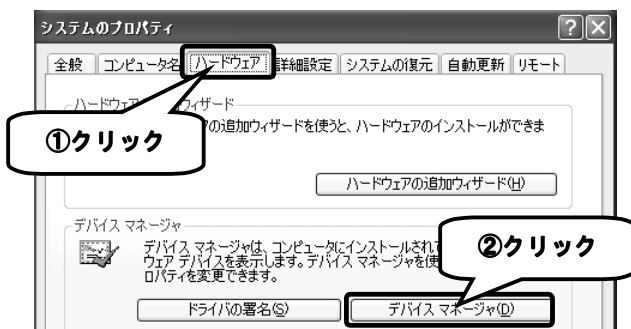 システムのプロパティ
全般 コンピュータ名 ハードウェア 詳細設定 システムの復元 自動更新 リモート
ハードウェア ウィザード
①クリック
の追加ウィザードを使うと、ハードウェアのインストールができま
ハードウェアの追加ウィザード(H)
デバイス マネージャ
②クリック
デバイス マネージャは、コンピュータにインストールされて
ウェア デバイスを表示します。デバイス マネージャを使
ロパティを変更できます。
ドライバの署名(S) デバイス マネージャ(D)